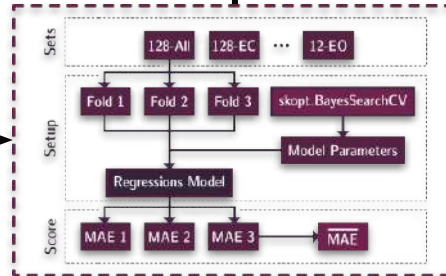 Sets
128-All 128-EC ... 12-EO
Setup
Fold 1 Fold 2 Fold 3 skopt.BayesSearchCV
Model Parameters
Regressions Model
Score
MAE 1 MAE 2 MAE 3 MAE